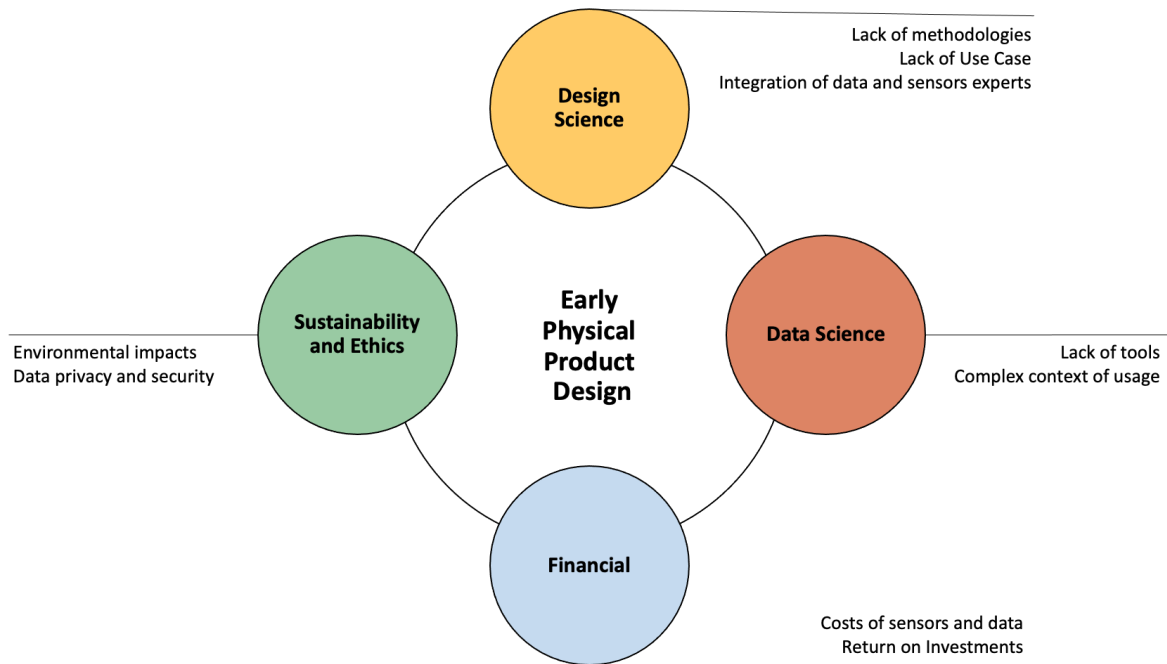 Lack of methodologies
Lack of Use Case
Integration of data and sensors experts
Design
Science
Sustainability
and Ethics
Environmental impacts
Data privacy and security
Early
Physical
Product
Design
Data Science
Lack of tools
Complex context of usage
Financial
Costs of sensors and data
Return on Investments